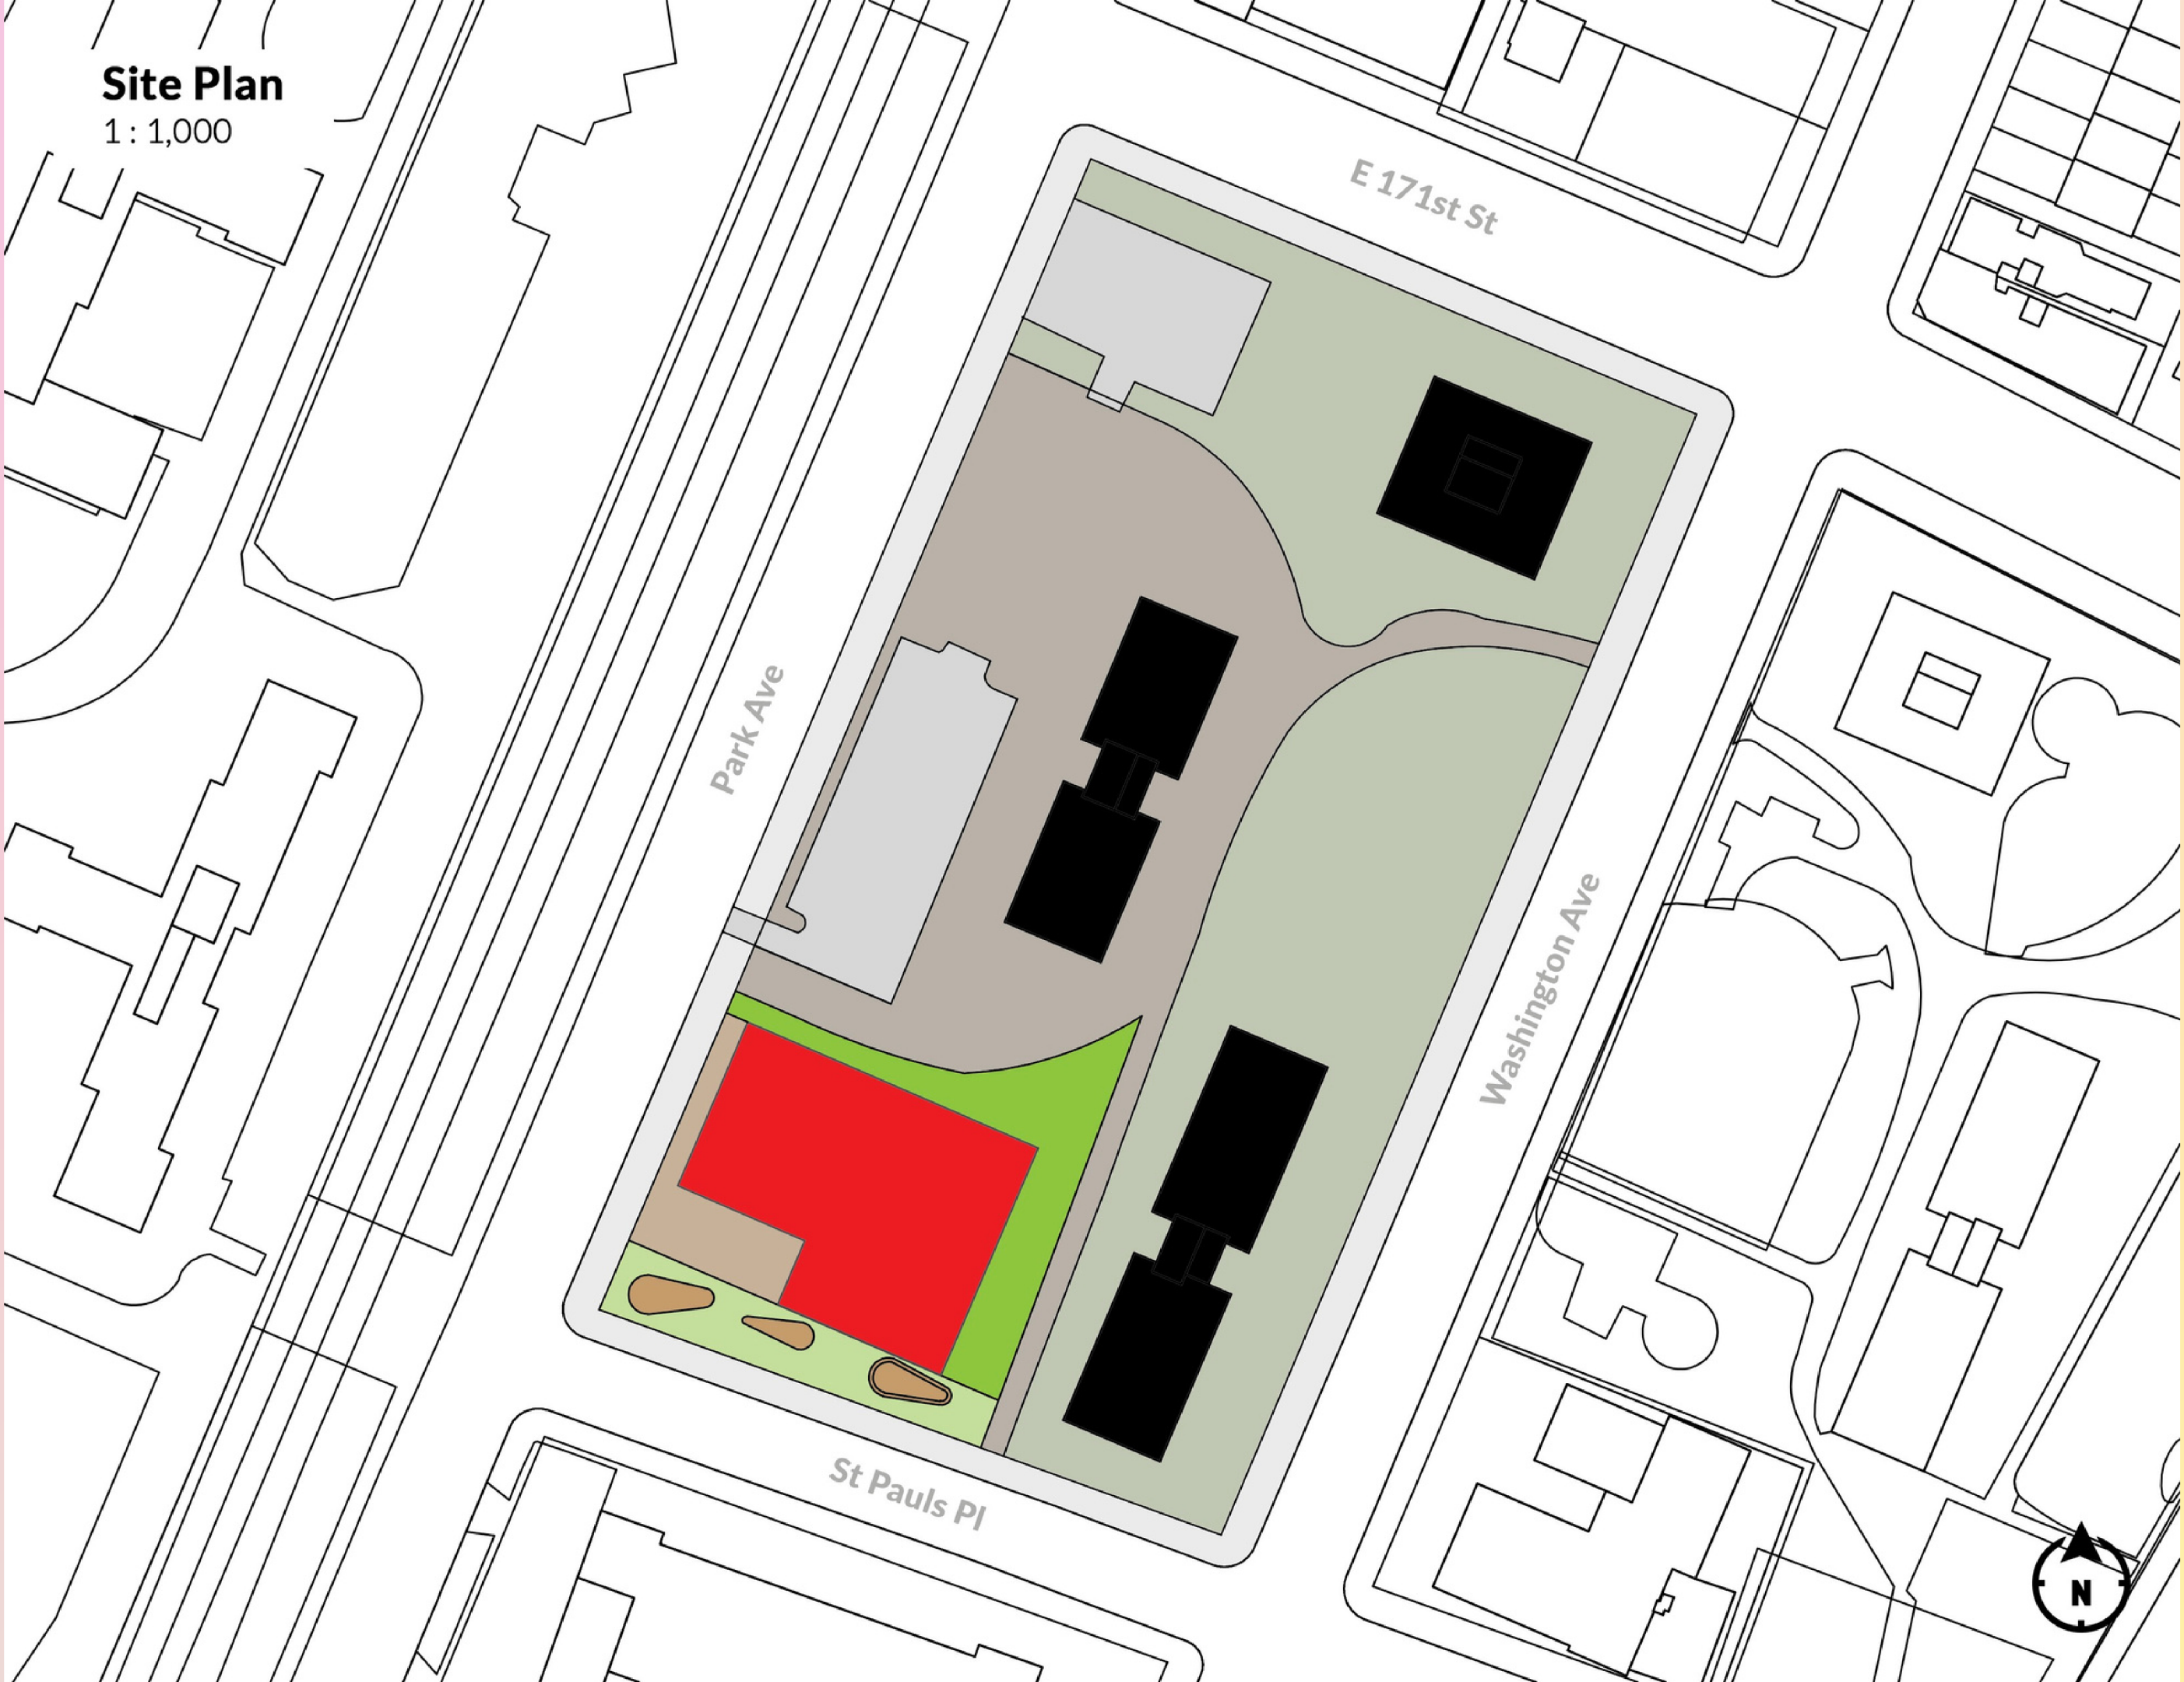 Site Plan
1 : 1,000
E 171st St
Park Ave
Washington Ave
St Pauls Pl
N